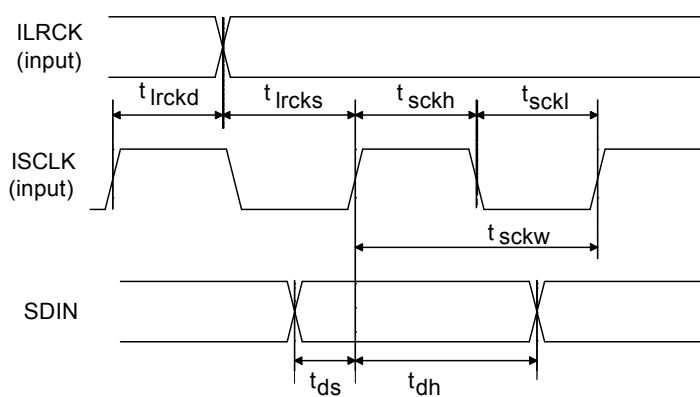 ILRCK
(input)
t lrckd
t lrcks
t sckh
t sckl
ISCLK
(input)
t sckw
SDIN
t ds
t dh